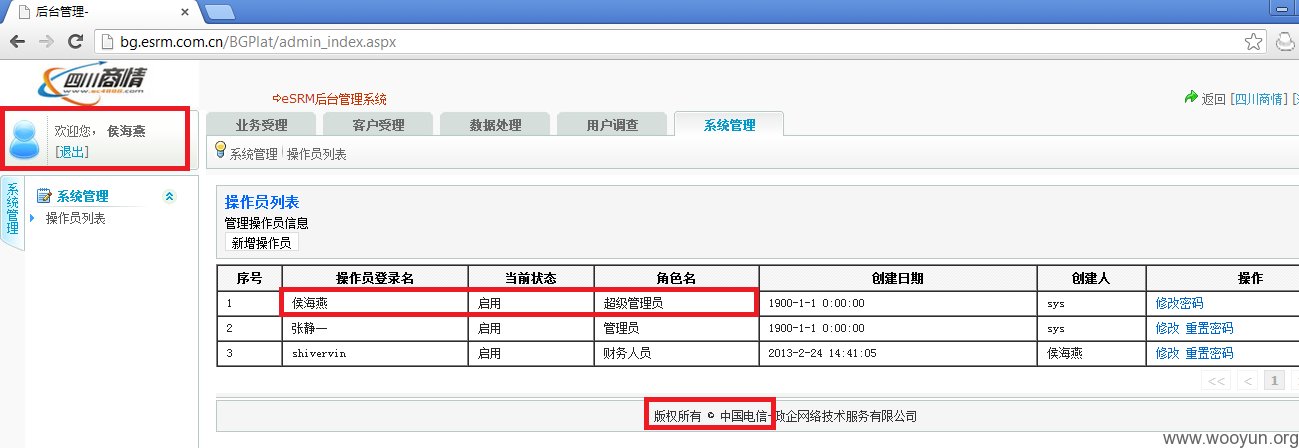 后台管理-
bg.esrm.com.cn/BGPlat/admin_index.aspx
四川商情
www.sc4000.com
⇨eSRM后台管理系统
返回 [四川商情] [
欢迎您， 侯海燕
[退出]
业务受理 客户受理 数据处理 用户调查 系统管理
系统管理 | 操作员列表
系统管理
系统管理
操作员列表
操作员列表
管理操作员信息
新增操作员
序号 操作员登录名 当前状态 角色名 创建日期 创建人 操作
1 侯海燕 启用 超级管理员 1900-1-1 0:00:00 sys 修改密码
2 张静一 启用 管理员 1900-1-1 0:00:00 sys 修改 重置密码
3 shivervin 启用 财务人员 2013-2-24 14:41:05 侯海燕 修改 重置密码
<< < 1
版权所有 © 中国电信-政企网络技术服务有限公司
www.wooyun.org